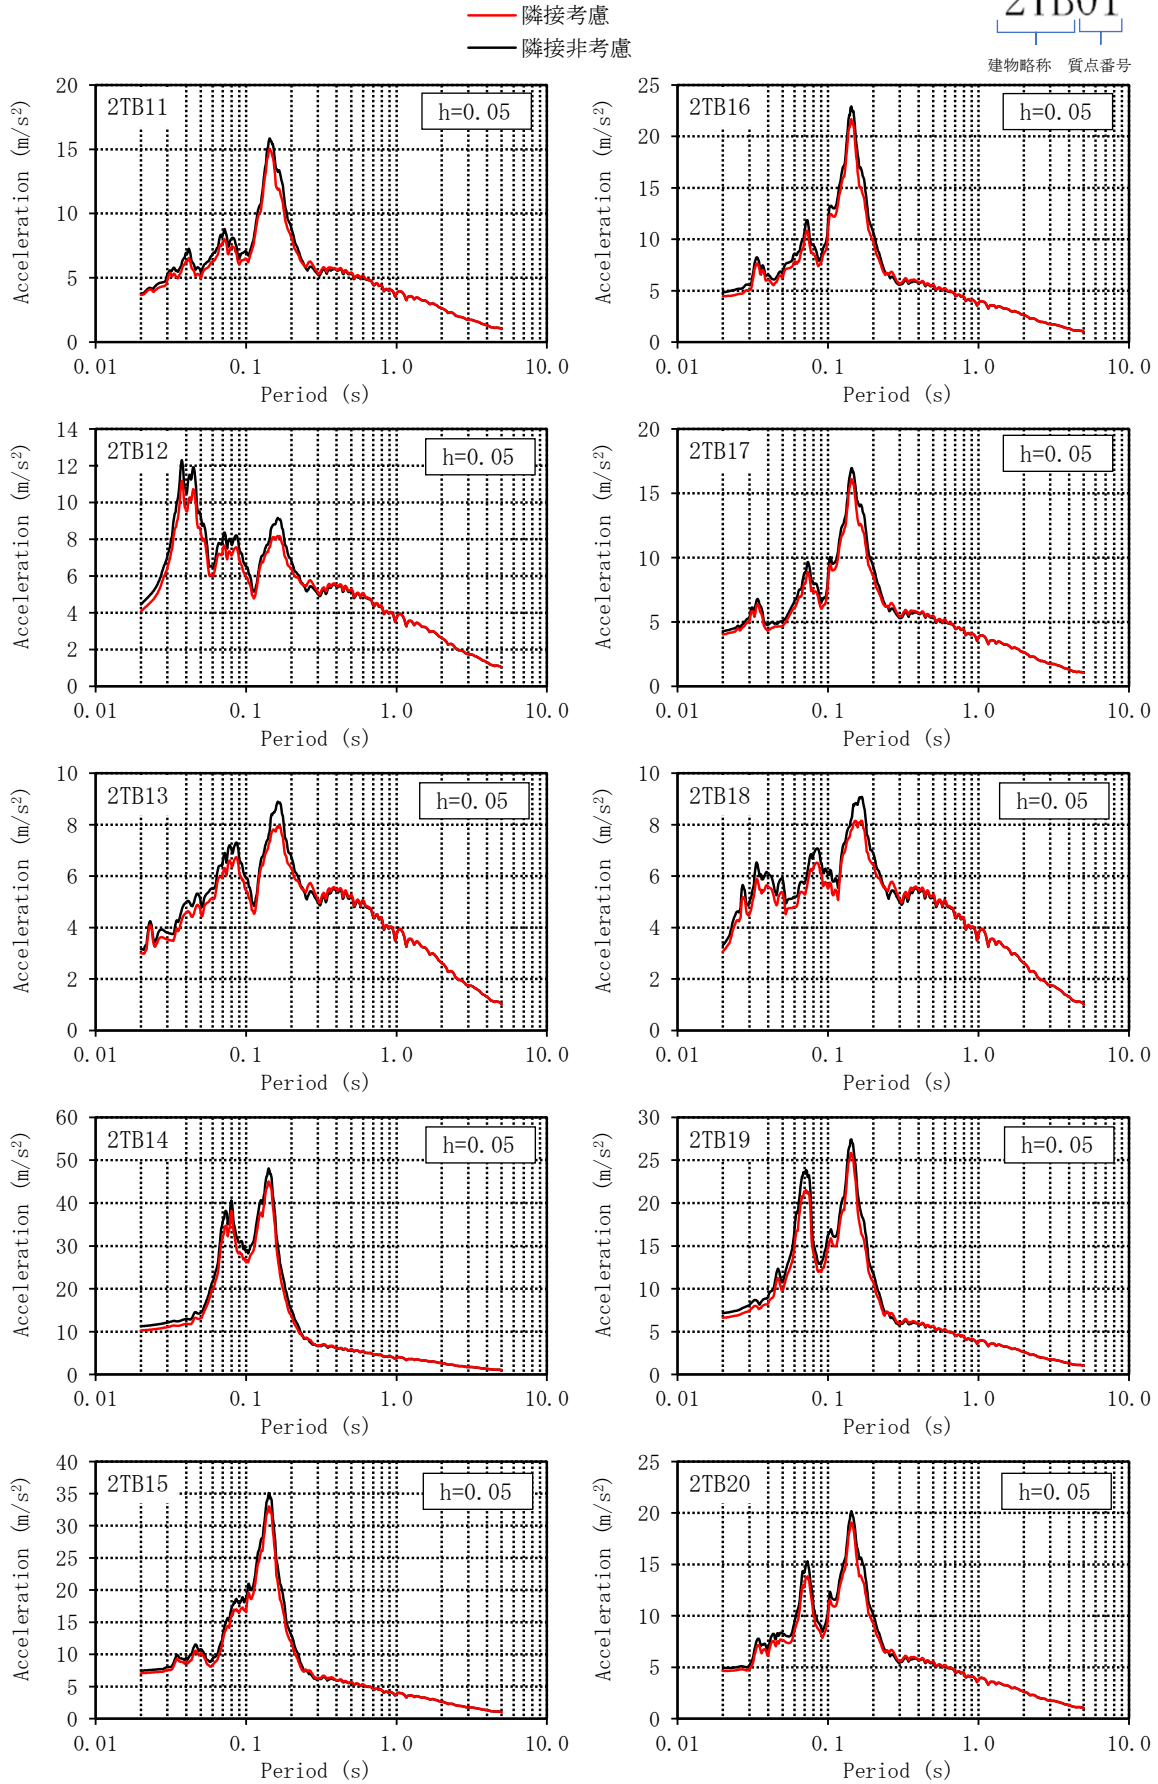 隣接考慮
隣接非考慮
2TB01
建物略称 質点番号
2TB11
h=0.05
Acceleration (m/s²)
20
15
10
5
0
0.01 0.1 1.0 10.0
Period (s)
2TB16
h=0.05
Acceleration (m/s²)
25
20
15
10
5
0
0.01 0.1 1.0 10.0
Period (s)
2TB12
h=0.05
Acceleration (m/s²)
14
12
10
8
6
4
2
0
0.01 0.1 1.0 10.0
Period (s)
2TB17
h=0.05
Acceleration (m/s²)
20
15
10
5
0
0.01 0.1 1.0 10.0
Period (s)
2TB13
h=0.05
Acceleration (m/s²)
10
8
6
4
2
0
0.01 0.1 1.0 10.0
Period (s)
2TB18
h=0.05
Acceleration (m/s²)
10
8
6
4
2
0
0.01 0.1 1.0 10.0
Period (s)
2TB14
h=0.05
Acceleration (m/s²)
60
50
40
30
20
10
0
0.01 0.1 1.0 10.0
Period (s)
2TB19
h=0.05
Acceleration (m/s²)
30
25
20
15
10
5
0
0.01 0.1 1.0 10.0
Period (s)
2TB15
h=0.05
Acceleration (m/s²)
40
35
30
25
20
15
10
5
0
0.01 0.1 1.0 10.0
Period (s)
2TB20
h=0.05
Acceleration (m/s²)
25
20
15
10
5
0
0.01 0.1 1.0 10.0
Period (s)